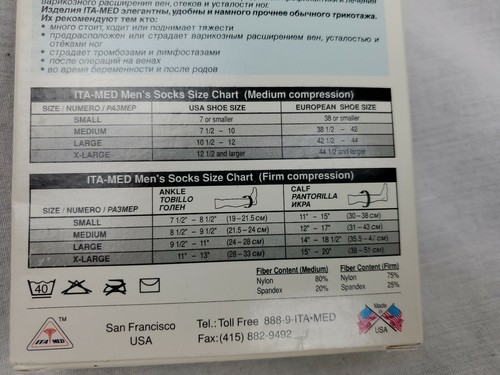 варикозного расширения вен, отеков и усталости ног.
Изделия ITA-MED элегантны, удобны и намного прочнее обычного трикотажа.
Их рекомендуют тем кто:
• много стоит, ходит или поднимает тяжести
• предрасположен или страдает варикозным расширением вен, усталостью и
отёками ног
• страдает тромбозами и лимфостазами
• после операций на венах
• во время беременности и после родов
ITA-MED Men's Socks Size Chart (Medium compression)
SIZE / NUMERO / РАЗМЕР USA SHOE SIZE EUROPEAN SHOE SIZE
SMALL 7 or smaller 38 or smaller
MEDIUM 7 1/2 - 10 38 1/2 - 42
LARGE 10 1/2 - 12 42 1/2 - 44
X-LARGE 12 1/2 and larger 44 1/2 and larger
ITA-MED Men's Socks Size Chart (Firm compression)
SIZE / NUMERO / РАЗМЕР ANKLE TOBILLO ГОЛЕН CALF PANTORILLA ИКРА
SMALL 7 1/2" - 8 1/2" (19-21.5 см) 11" - 15" (30-38 см)
MEDIUM 8 1/2" - 9 1/2" (21.5 - 24 см) 12" - 17" (31-43 см)
LARGE 9 1/2" - 11" (24 - 28 см) 14" - 18 1/2" (35.5-47 см)
X-LARGE 11" - 13" (28 - 33 см) 15" - 20" (38-51 см)
Fiber Content (Medium) Fiber Content (Firm)
Nylon 80% Nylon 75%
Spandex 20% Spandex 25%
40
ITA MED
TM
San Francisco
USA
Tel.: Toll Free 888-9-ITA•MED
Fax:(415) 882-9492
Made in USA